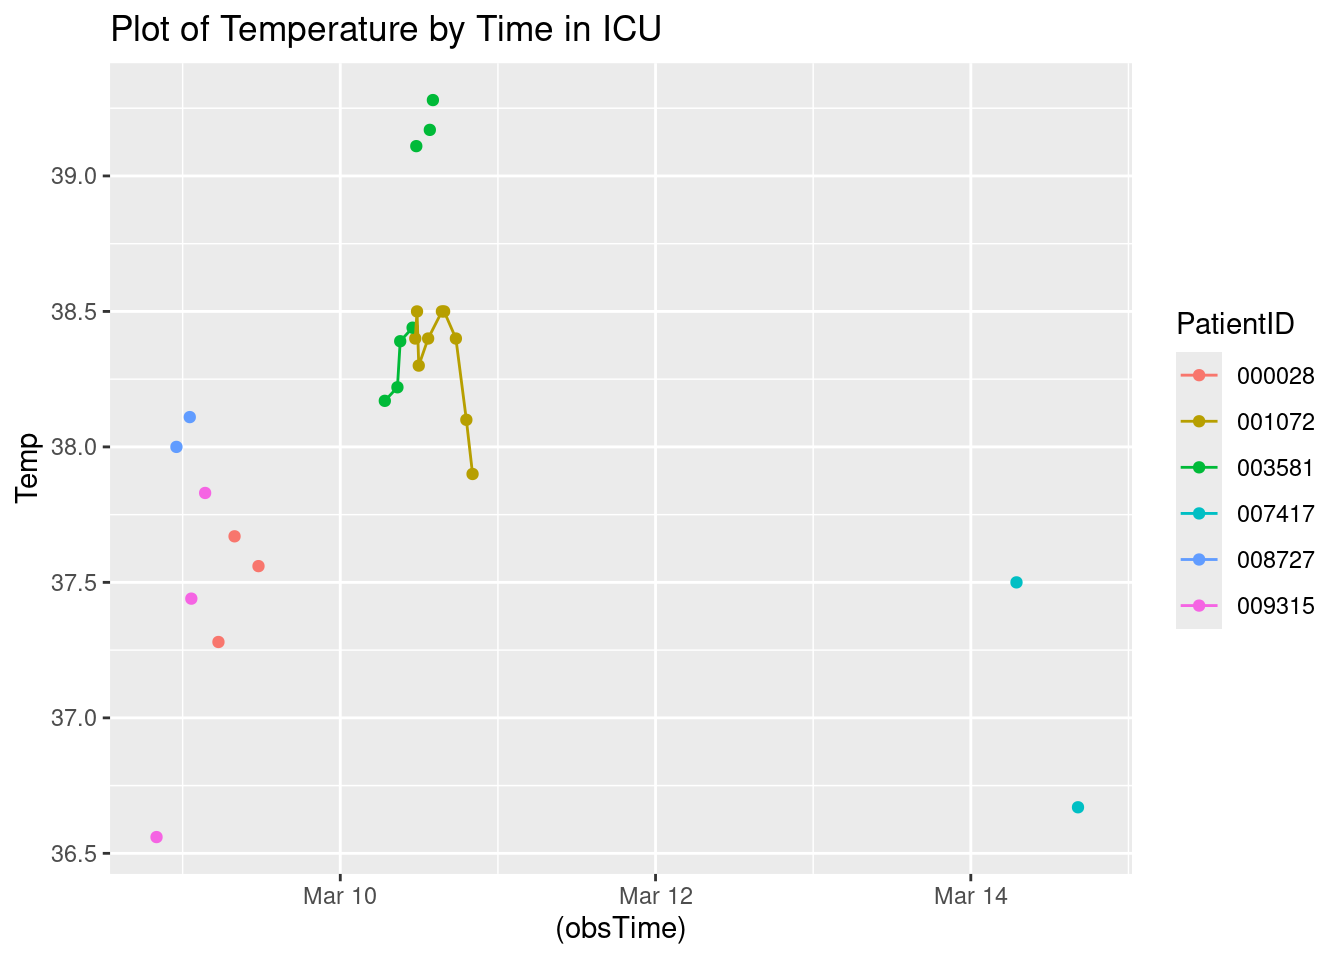 Plot of Temperature by Time in ICU
39.0
38.5
38.0
37.5
37.0
36.5
Temp
Mar 10
Mar 12
Mar 14
(obsTime)
PatientID
000028
001072
003581
007417
008727
009315